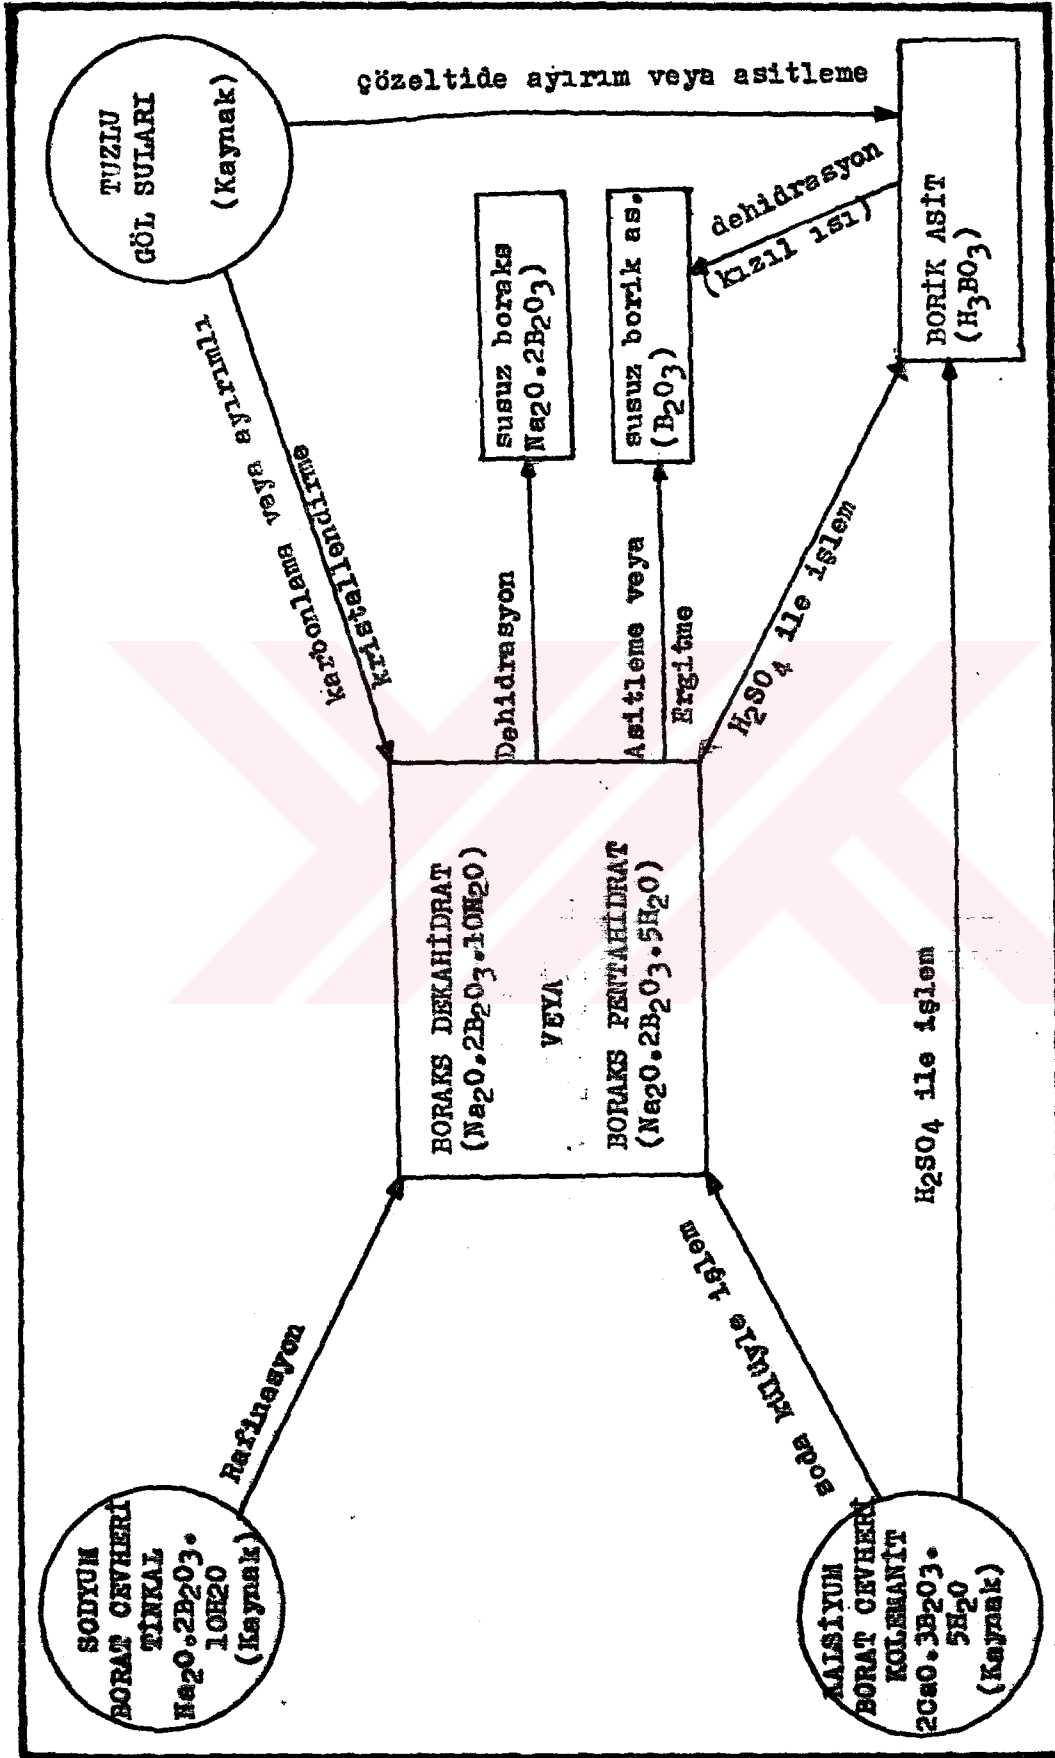 SODYUM
BORAT CEVHERİ
TİNKAL
Na2O.2B2O3.
10H2O
(Kaynak)
Rafinasyon
TUZLU
GÖL SULARI
(Kaynak)
karbonlama veya ayırımlı
kristallendirme
çözeltide ayırım veya asitleme
BORAKS DEKAHİDRAT
(Na2O.2B2O3.10H2O)
VEYA
BORAKS PENTAHİDRAT
(Na2O.2B2O3.5H2O)
Dehidrasyon
susuz boraks
Na2O.2B2O3)
Asitleme veya
Ergitme
susuz borik as.
(B2O3)
dehidrasyon
(kızıl ısı)
H2SO4 ile işlem
KALSİYUM
BORAT CEVHERİ
KOLEMANİT
2CaO.3B2O3.
5H2O
(Kaynak)
soda külüyle işlem
H2SO4 ile işlem
BORİK ASİT
(H3BO3)